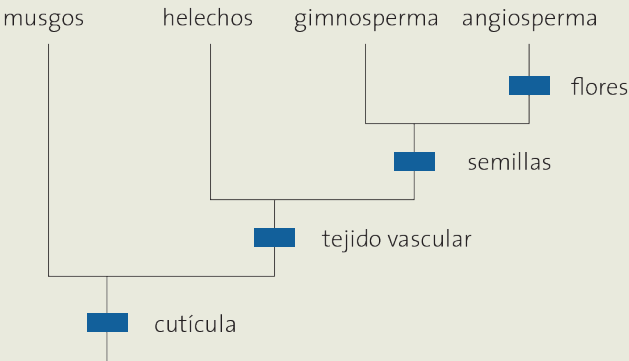 musgos helechos gimnosperma angiosperma
flores
semillas
tejido vascular
cutícula